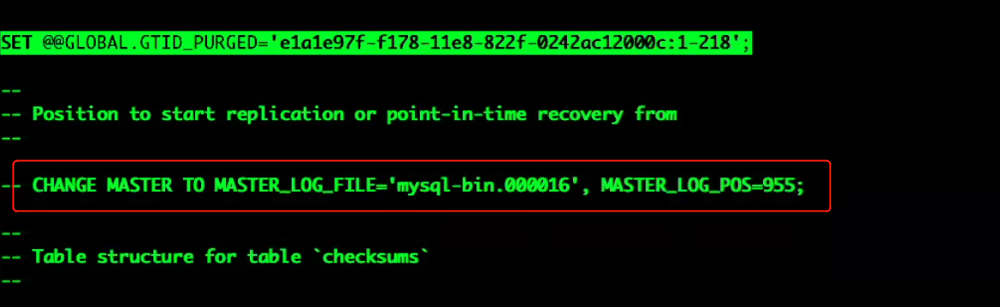 SET @@GLOBAL.GTID_PURGED='e1a1e97f-f178-11e8-822f-0242ac12000c:1-218';
--
-- Position to start replication or point-in-time recovery from
--
-- CHANGE MASTER TO MASTER_LOG_FILE='mysql-bin.000016', MASTER_LOG_POS=955;
--
-- Table structure for table `checksums`
--